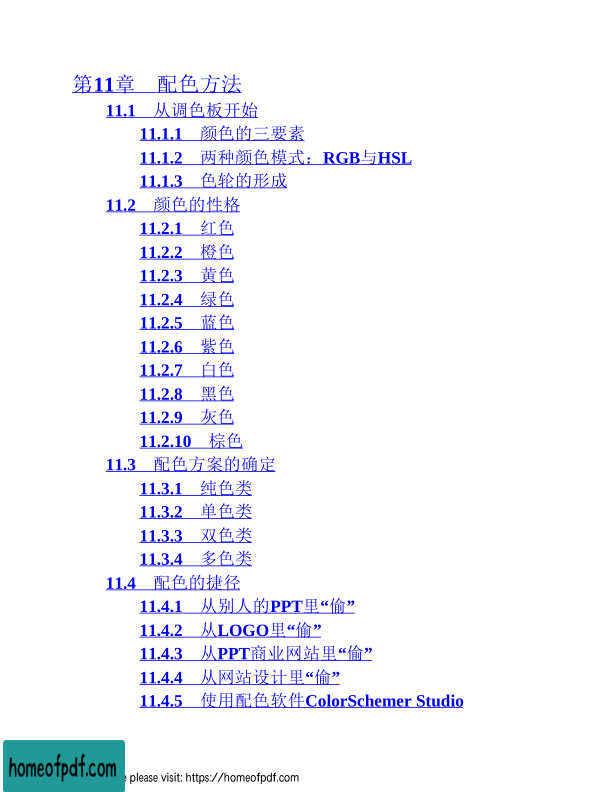 第11章　配色方法
11.1　从调色板开始
11.1.1　颜色的三要素
11.1.2　两种颜色模式：RGB与HSL
11.1.3　色轮的形成
11.2　颜色的性格
11.2.1　红色
11.2.2　橙色
11.2.3　黄色
11.2.4　绿色
11.2.5　蓝色
11.2.6　紫色
11.2.7　白色
11.2.8　黑色
11.2.9　灰色
11.2.10　棕色
11.3　配色方案的确定
11.3.1　纯色类
11.3.2　单色类
11.3.3　双色类
11.3.4　多色类
11.4　配色的捷径
11.4.1　从别人的PPT里“偷”
11.4.2　从LOGO里“偷”
11.4.3　从PPT商业网站里“偷”
11.4.4　从网站设计里“偷”
11.4.5　使用配色软件ColorSchemer Studio
homeofpdf.com
please visit: https://homeofpdf.com